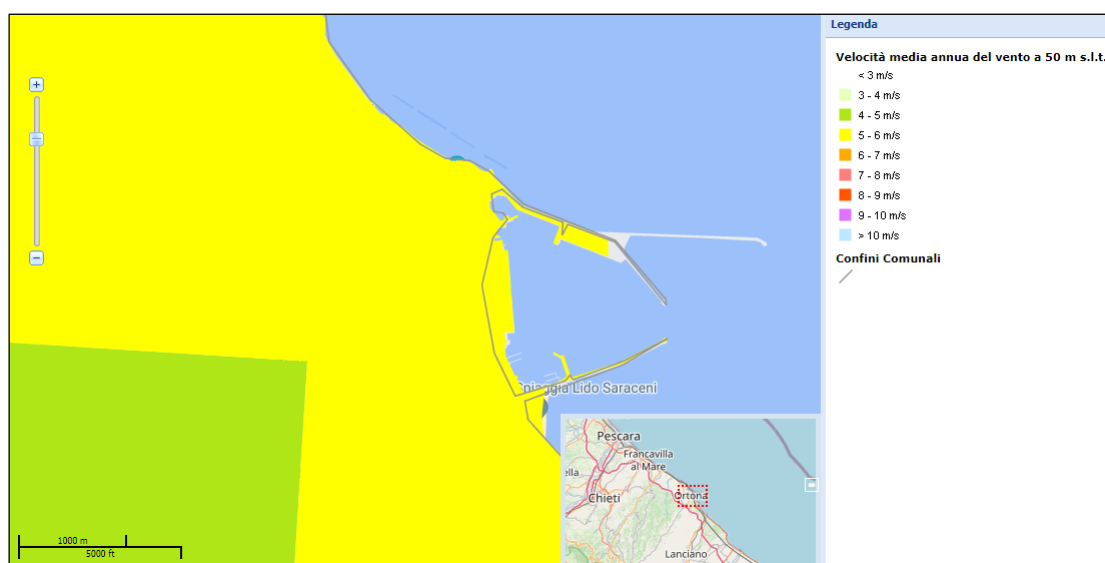 Legenda
Velocità media annua del vento a 50 m s.l.t.
< 3 m/s
3 - 4 m/s
4 - 5 m/s
5 - 6 m/s
6 - 7 m/s
7 - 8 m/s
8 - 9 m/s
9 - 10 m/s
> 10 m/s
Confini Comunali
Spiaggia Lido Saraceni
Pescara
Francavilla
al Mare
ella
Chieti
Ortona
Lanciano
1000 m
5000 ft